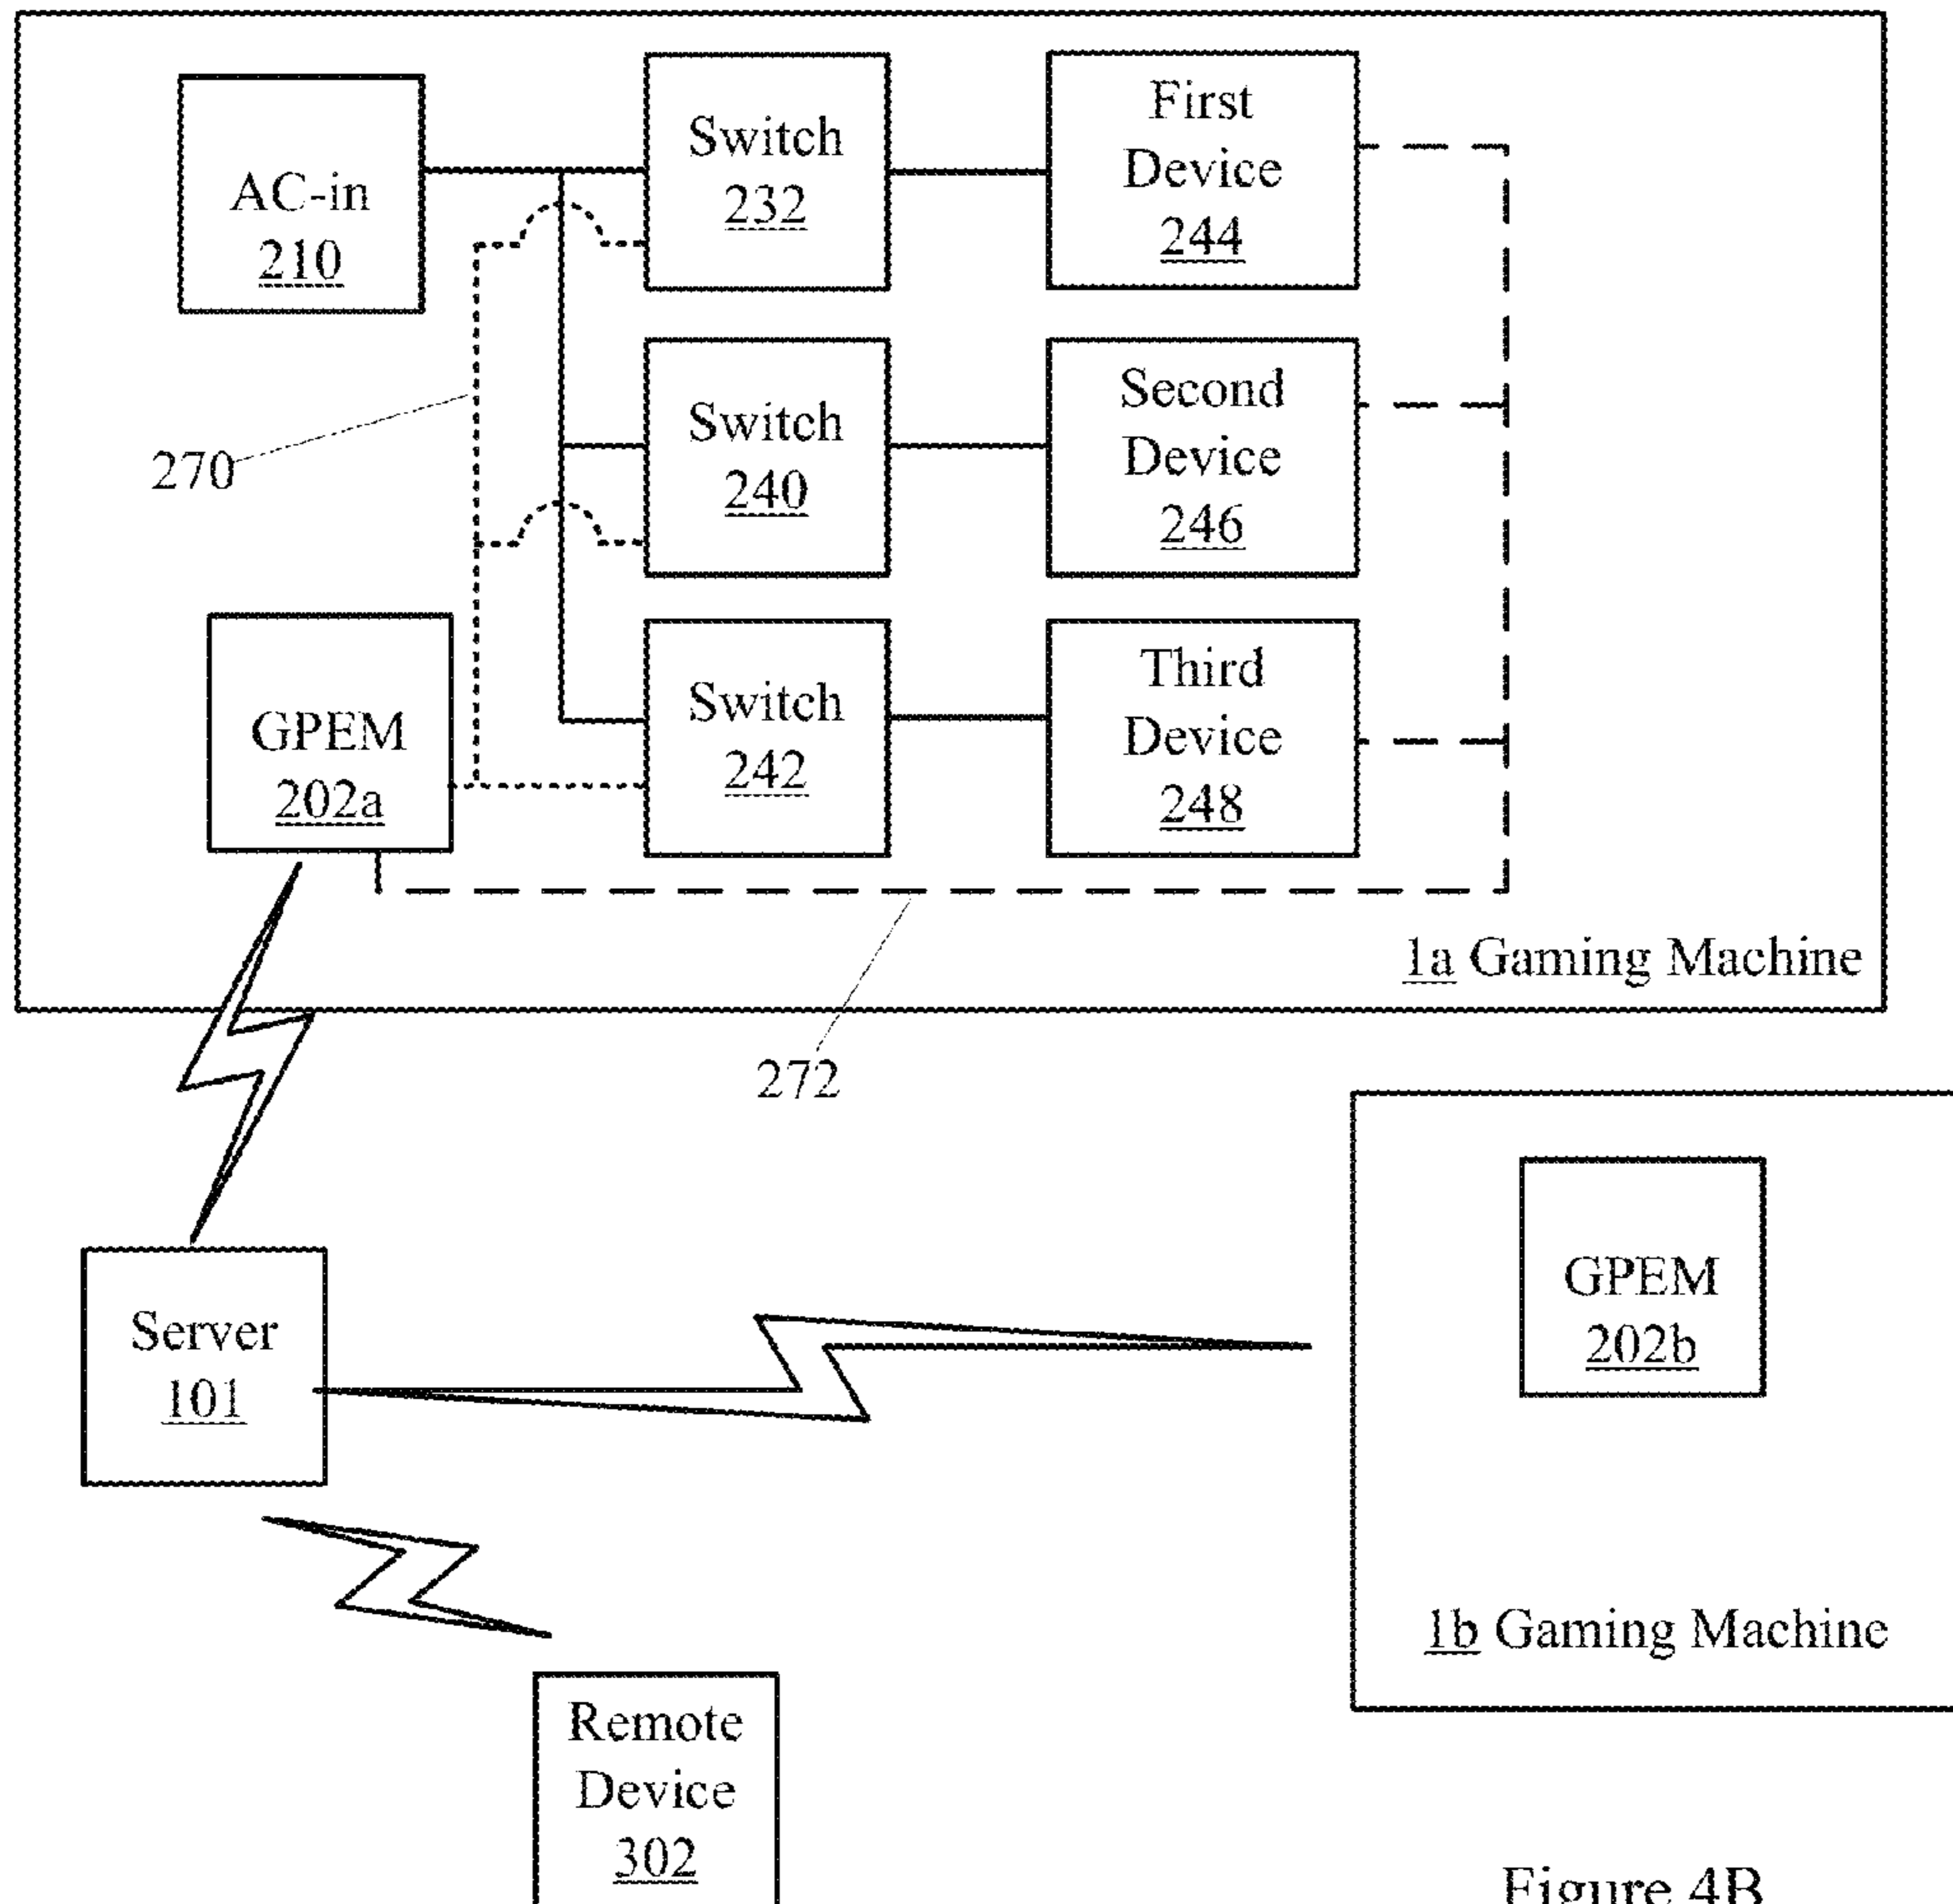 AC-in
210
Switch
232
First
Device
244
270
Switch
240
Second
Device
246
GPEM
202a
Switch
242
Third
Device
248
1a Gaming Machine
272
Server
101
GPEM
202b
1b Gaming Machine
Remote
Device
302
Figure 4B